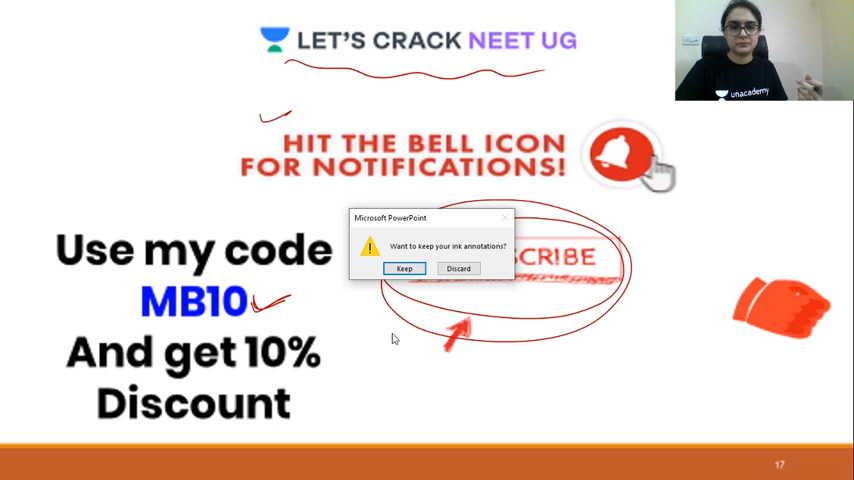 LET'S CRACK NEET UG
unacademy
HIT THE BELL ICON
FOR NOTIFICATIONS!
Microsoft PowerPoint
Want to keep your ink annotations?
Keep
Discard
SCRIBE
Use my code
MB10
And get 10%
Discount
17